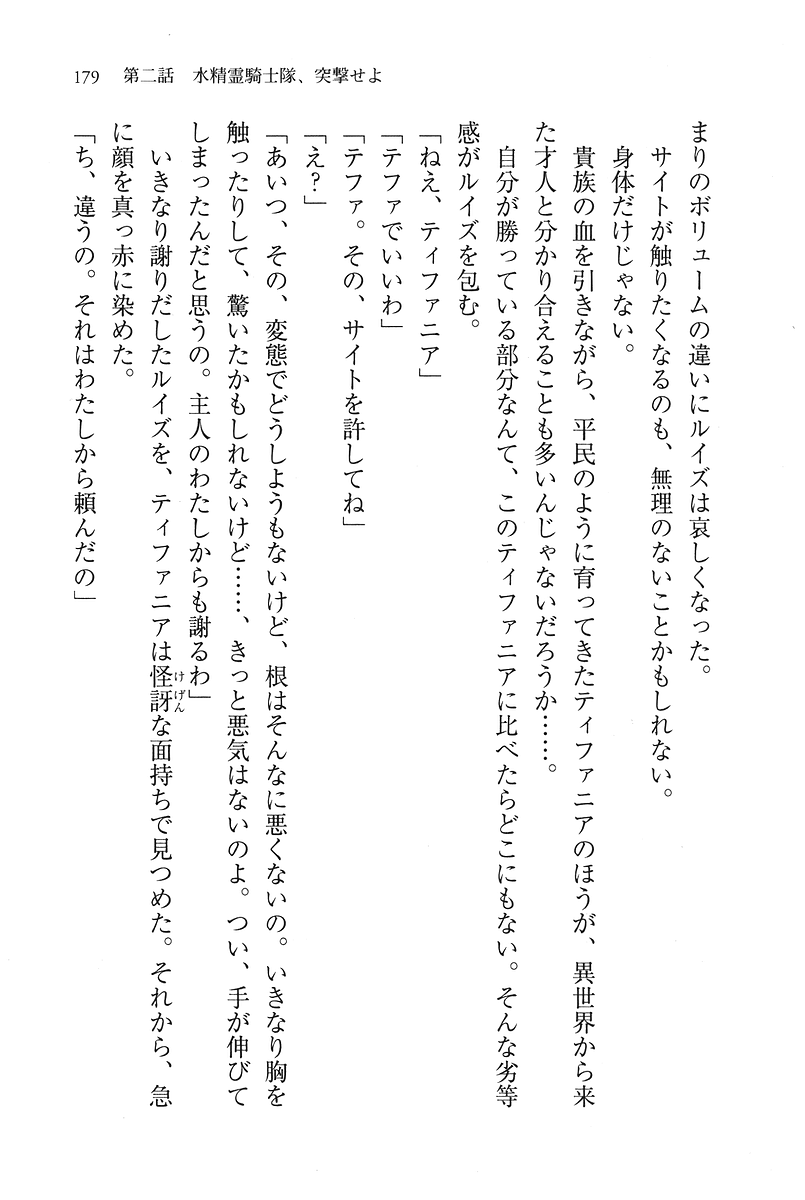 179 第二話 水精霊騎士隊、突撃せよ
まりのボリュームの違いにルイズは哀しくなった。
サイトが触りたくなるのも、無理のないことかもしれない。
身体だけじゃない。
貴族の血を引きながら、平民のように育ってきたティファニアのほうが、異世界から来
た才人と分かり合えることも多いんじゃないだろうか……。
自分が勝っている部分なんて、このティファニアに比べたらどこにもない。そんな劣等
感がルイズを包む。
「ねえ、ティファニア」
「テファでいいわ」
「テファ。その、サイトを許してね」
「え？」
「あいつ、その、変態でどうしようもないけど、根はそんなに悪くないの。いきなり胸を
触ったりして、驚いたかもしれないけど……、きっと悪気はないのよ。つい、手が伸びて
しまったんだと思うの。主人のわたしからも謝るわ」
いきなり謝りだしたルイズを、ティファニアは怪訝な面持ちで見つめた。それから、急
に顔を真っ赤に染めた。
「ち、違うの。それはわたしから頼んだの」
けげん